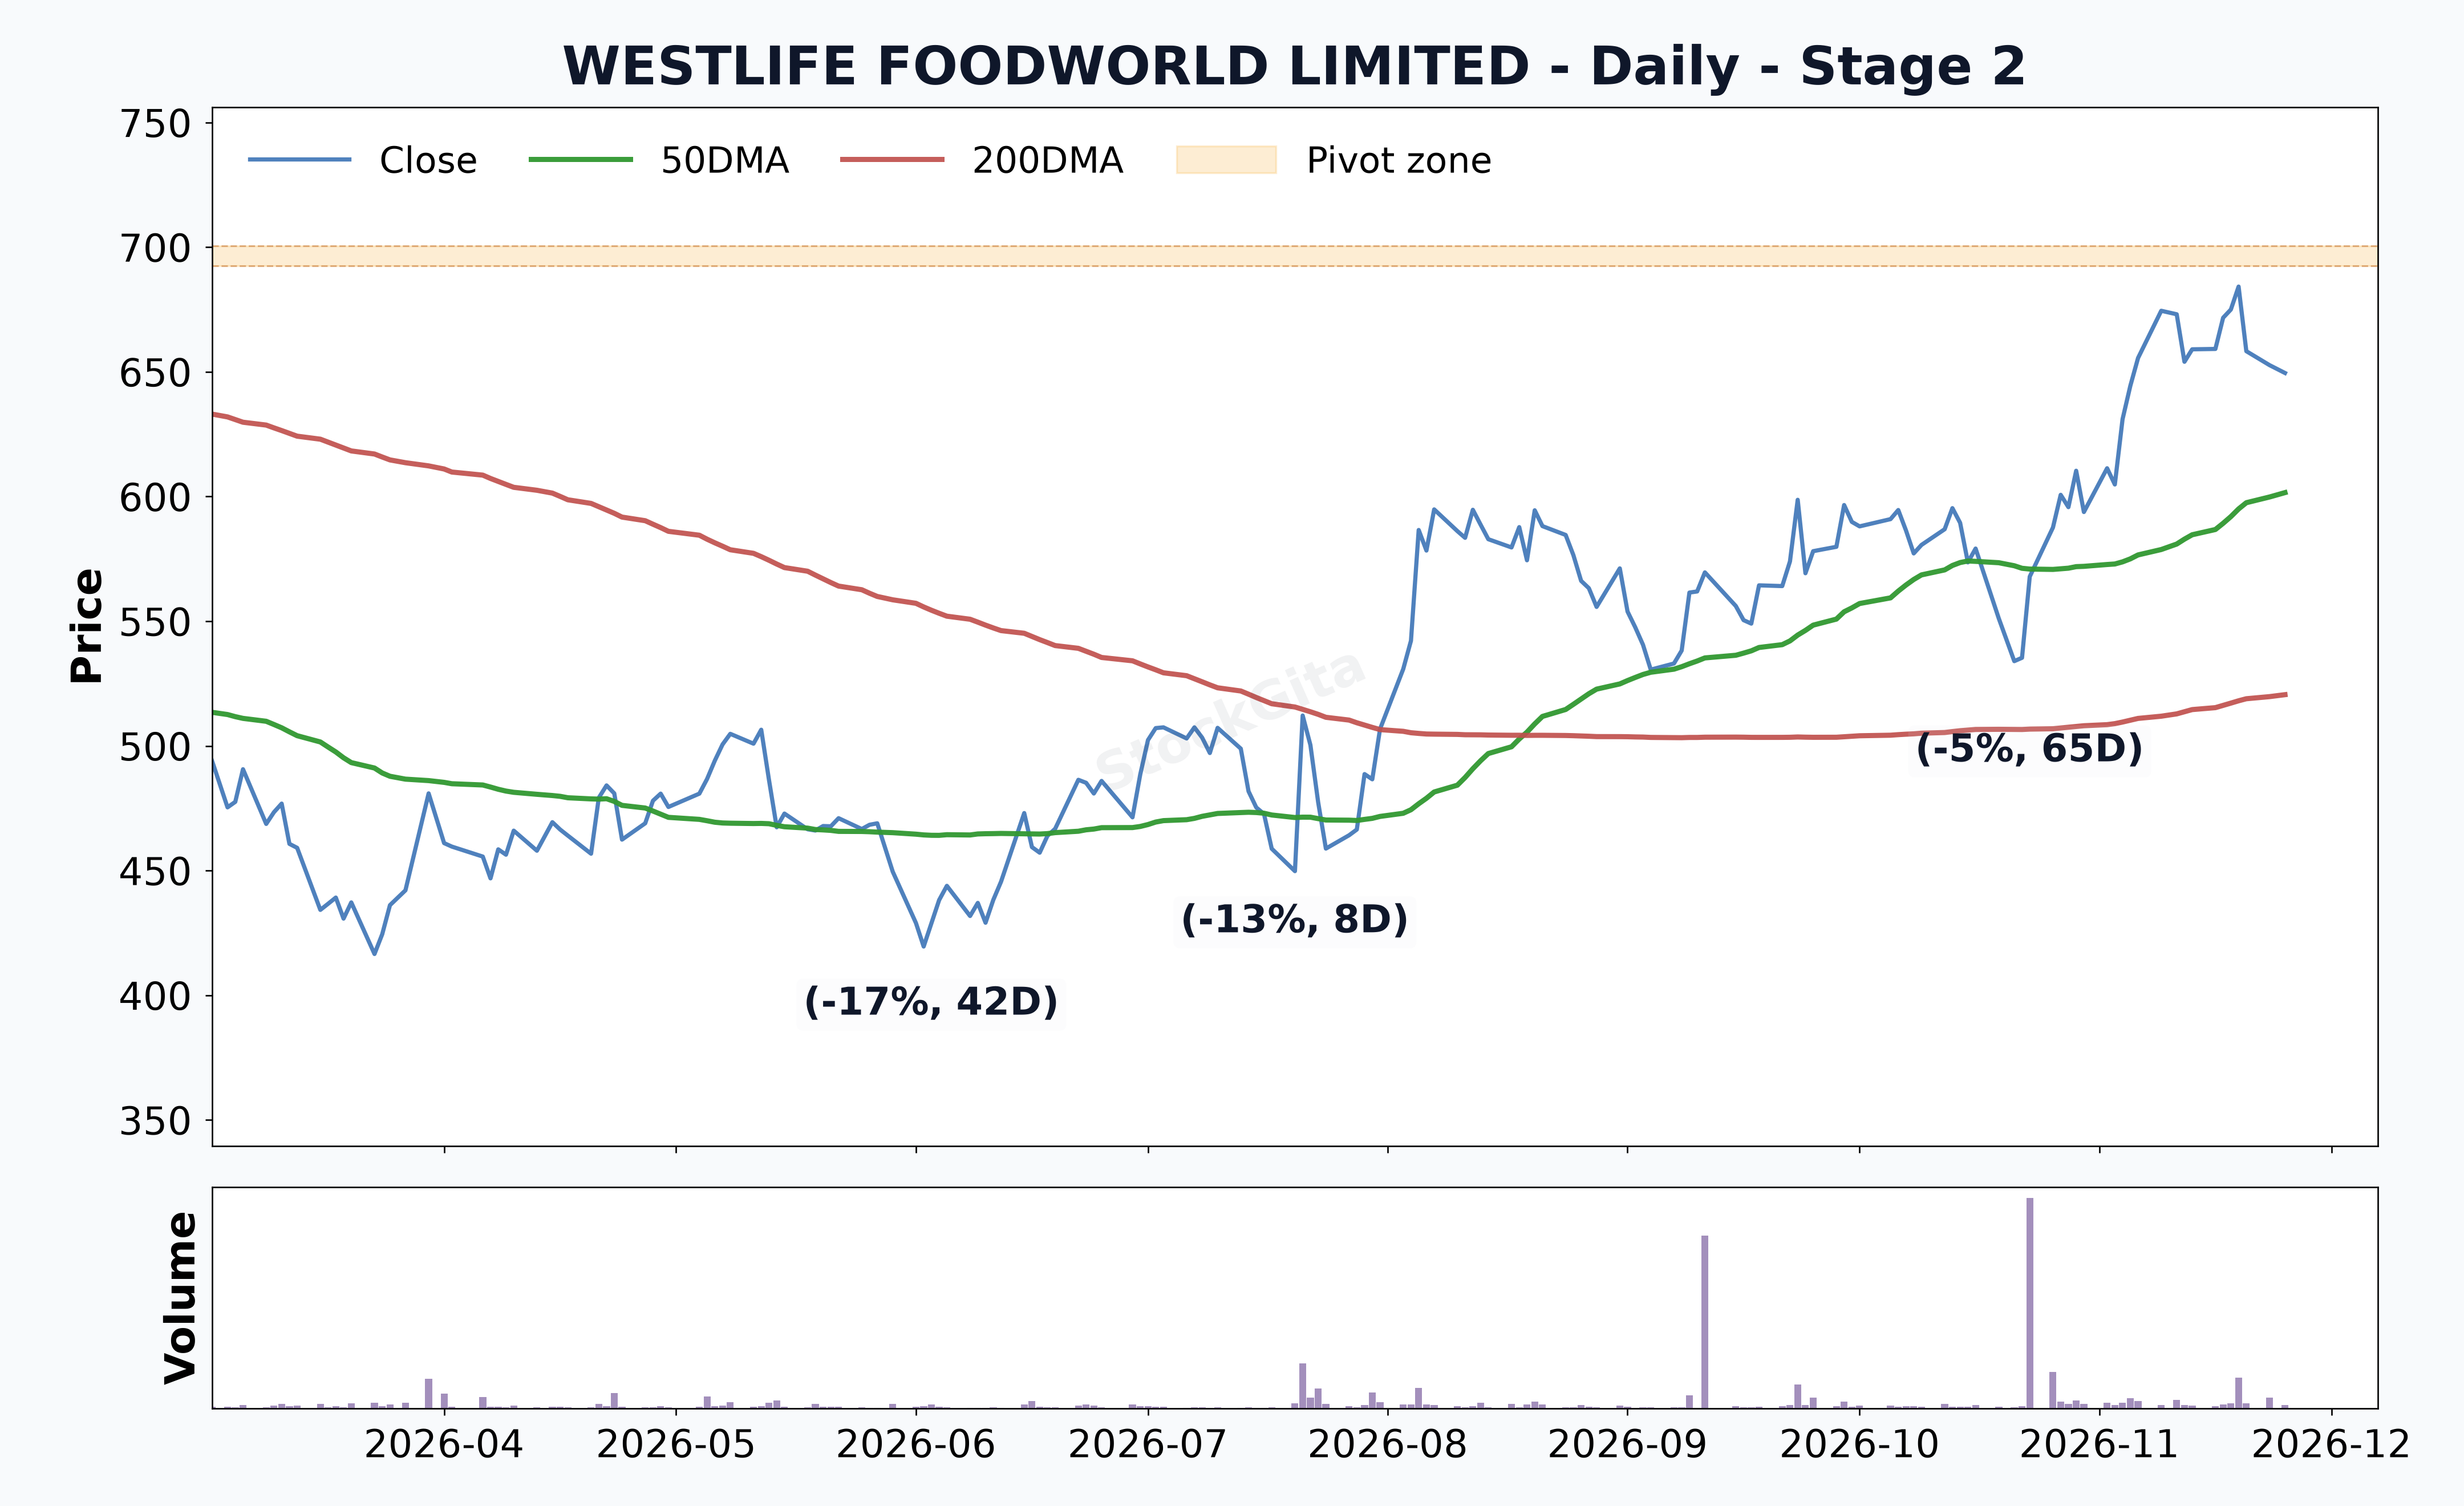 WESTLIFE FOODWORLD LIMITED - Daily - Stage 2
Close 50DMA 200DMA Pivot zone
750
700
650
600
550
500
450
400
350
Price
StockGita
(-5%, 65D)
(-13%, 8D)
(-17%, 42D)
Volume
2026-04 2026-05 2026-06 2026-07 2026-08 2026-09 2026-10 2026-11 2026-12